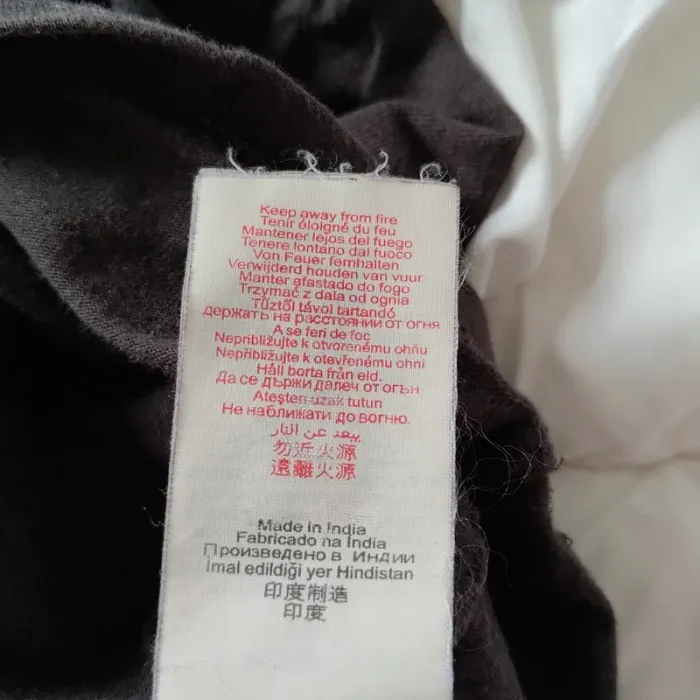 Keep away from fire
Tenir éloigné du feu
Mantener lejos del fuego
Tenere lontano dal fuoco
Von Feuer fernhalten
Verwijderd houden van vuur
Manter afastado do fogo
Trzymać z dala od ognia
Tűztől távol tartandó
держать на расстоянии от огня
A se feri de foc
Nepribližujte k otvorenému ohňu
Nepřibližujte k otevřenému ohni
Håll borta från eld.
Да се държи далеч от огън
Ateşten uzak tutun
Не наближати до вогню.
يبعد عن النار
勿近火源
遠離火源
Made in India
Fabricado na Índia
Произведено в Индии
İmal edildiği yer Hindistan
印度制造
印度